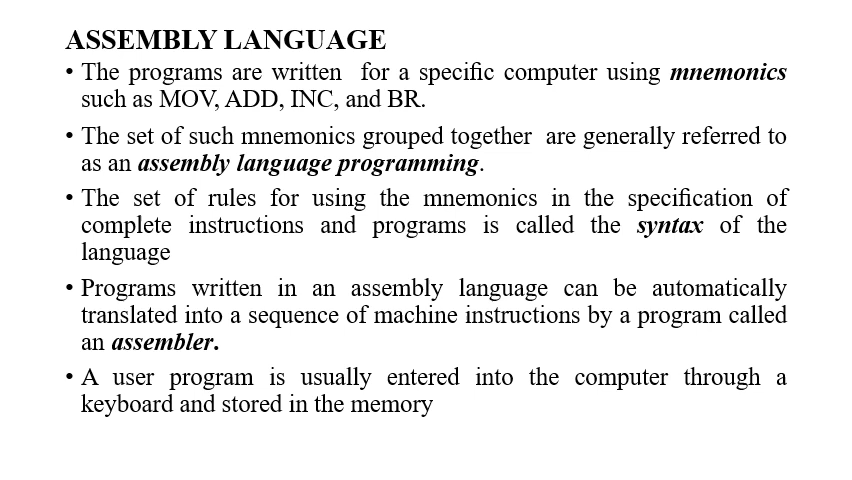 ASSEMBLY LANGUAGE
• The programs are written for a specific computer using mnemonics
such as MOV, ADD, INC, and BR.
• The set of such mnemonics grouped together are generally referred to
as an assembly language programming.
• The set of rules for using the mnemonics in the specification of
complete instructions and programs is called the syntax of the
language
• Programs written in an assembly language can be automatically
translated into a sequence of machine instructions by a program called
an assembler.
• A user program is usually entered into the computer through a
keyboard and stored in the memory